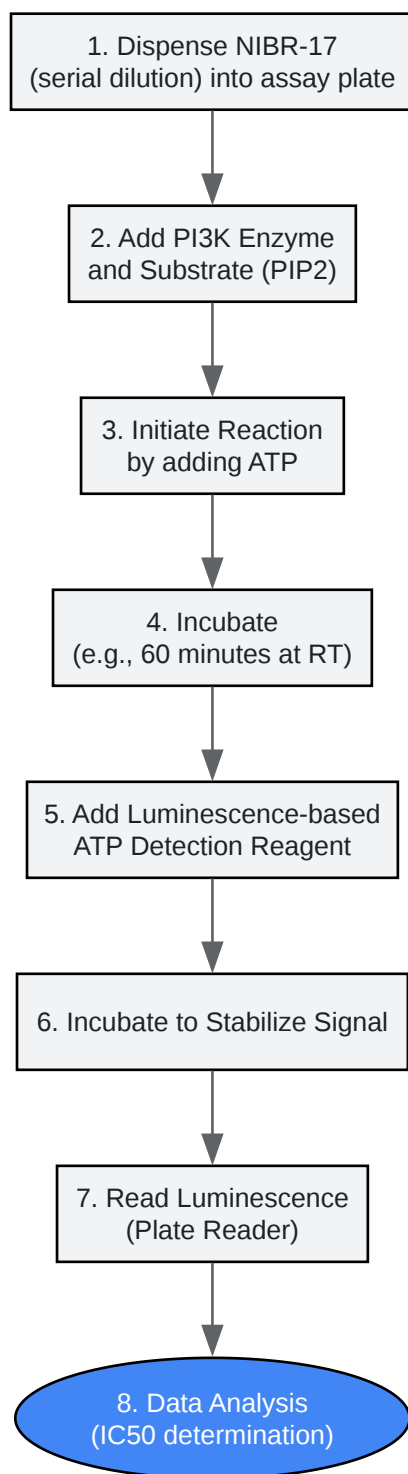 1. Dispense NIBR-17
(serial dilution) into assay plate
2. Add PI3K Enzyme
and Substrate (PIP2)
3. Initiate Reaction
by adding ATP
4. Incubate
(e.g., 60 minutes at RT)
5. Add Luminescence-based
ATP Detection Reagent
6. Incubate to Stabilize Signal
7. Read Luminescence
(Plate Reader)
8. Data Analysis
(IC50 determination)